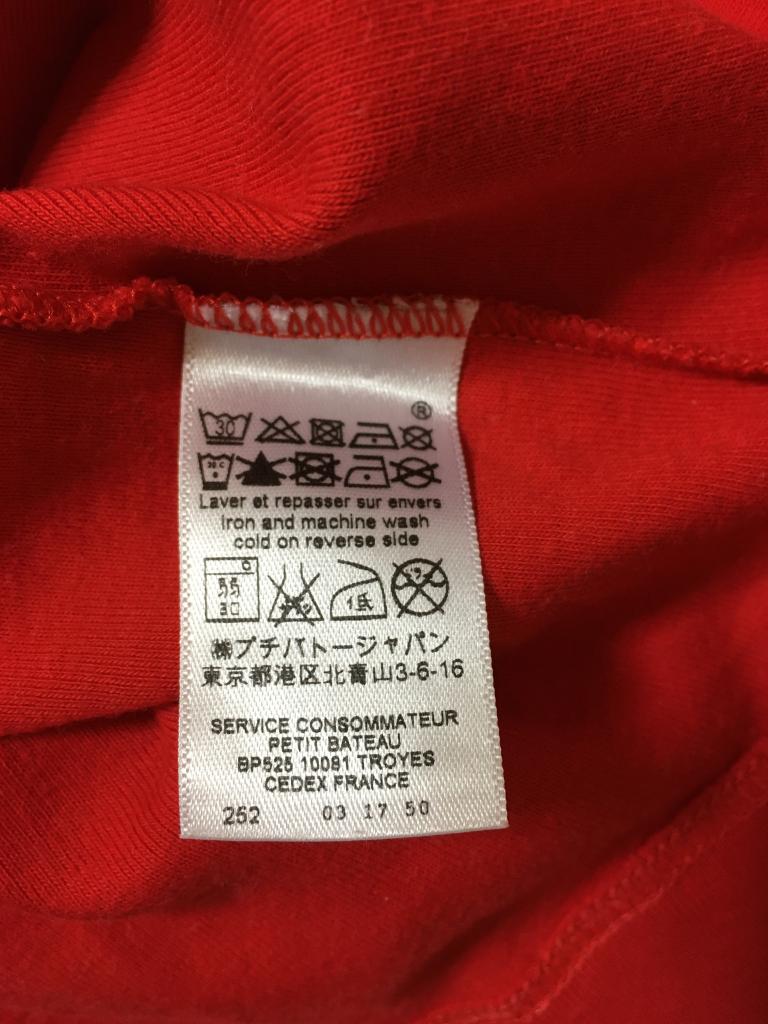 ®
30
30 C
Laver et repasser sur envers
Iron and machine wash
cold on reverse side
30
低
㈱プチバトージャパン
東京都港区北青山3-6-16
SERVICE CONSOMMATEUR
PETIT BATEAU
BP525 10081 TROYES
CEDEX FRANCE
252 03 17 50